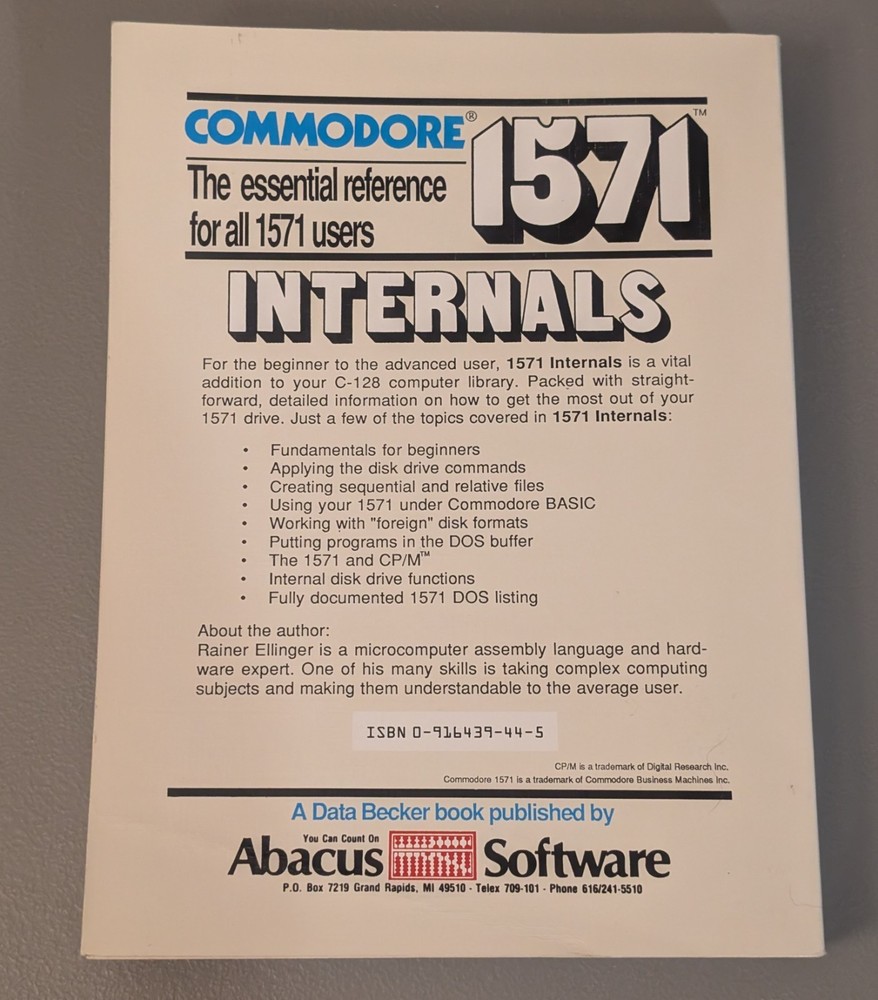 COMMODORE® 1571™
The essential reference
for all 1571 users
INTERNALS
For the beginner to the advanced user, 1571 Internals is a vital
addition to your C-128 computer library. Packed with straight-
forward, detailed information on how to get the most out of your
1571 drive. Just a few of the topics covered in 1571 Internals:
• Fundamentals for beginners
• Applying the disk drive commands
• Creating sequential and relative files
• Using your 1571 under Commodore BASIC
• Working with "foreign" disk formats
• Putting programs in the DOS buffer
• The 1571 and CP/M™
• Internal disk drive functions
• Fully documented 1571 DOS listing
About the author:
Rainer Ellinger is a microcomputer assembly language and hard-
ware expert. One of his many skills is taking complex computing
subjects and making them understandable to the average user.
ISBN 0-916439-44-5
CP/M is a trademark of Digital Research Inc.
Commodore 1571 is a trademark of Commodore Business Machines Inc.
A Data Becker book published by
You Can Count On
Abacus Software
P.O. Box 7219 Grand Rapids, MI 49510 - Telex 709-101 - Phone 616/241-5510